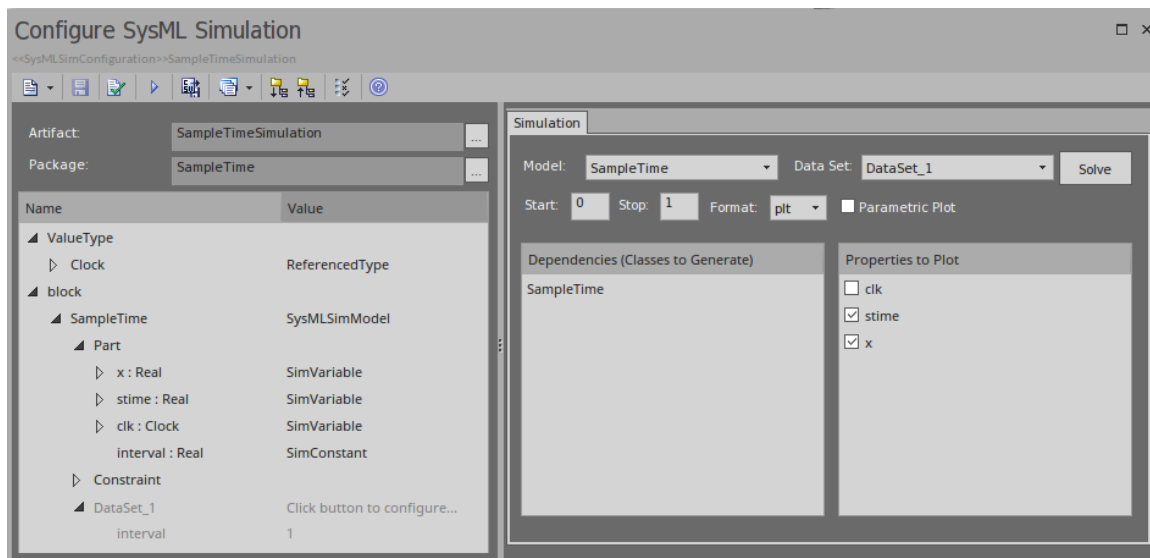 Configure SysML Simulation
<<SysMLSimConfiguration>>SampleTimeSimulation
Artifact: SampleTimeSimulation ...
Package: SampleTime ...
Name Value
ValueType
Clock ReferencedType
block
SampleTime SysMLSimModel
Part
x : Real SimVariable
stime : Real SimVariable
clk : Clock SimVariable
interval : Real SimConstant
Constraint
DataSet_1 Click button to configure...
interval 1
Simulation
Model: SampleTime Data Set: DataSet_1 Solve
Start: 0 Stop: 1 Format: plt Parametric Plot
Dependencies (Classes to Generate)
SampleTime
Properties to Plot
clk
stime
x